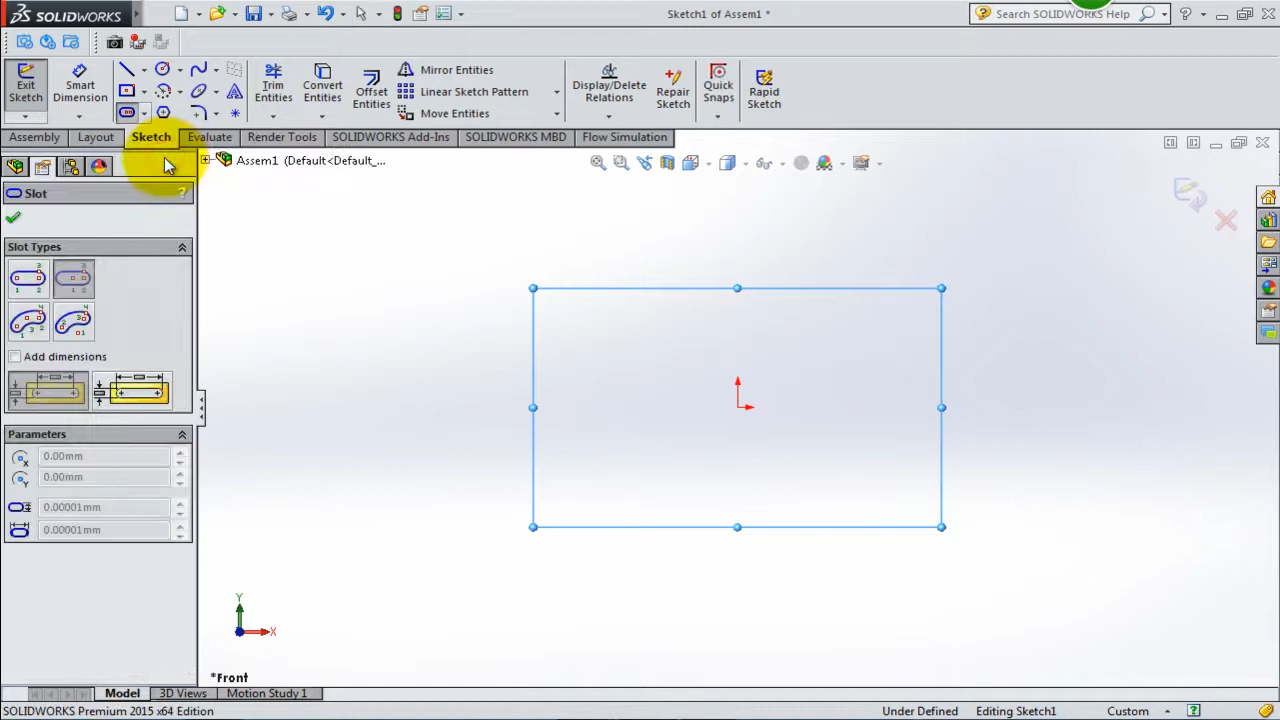 SOLIDWORKS
Sketch1 of Assem1 *
Search SOLIDWORKS Help
Exit Sketch
Smart Dimension
Trim Entities
Convert Entities
Offset Entities
Mirror Entities
Linear Sketch Pattern
Move Entities
Display/Delete Relations
Repair Sketch
Quick Snaps
Rapid Sketch
Assembly
Layout
Sketch
Evaluate
Render Tools
SOLIDWORKS Add-Ins
SOLIDWORKS MBD
Flow Simulation
Assem1 (Default<Default_...
Slot
?
Slot Types
Add dimensions
Parameters
0.00mm
0.00mm
0.00001mm
0.00001mm
Y
X
*Front
Model
3D Views
Motion Study 1
SOLIDWORKS Premium 2015 x64 Edition
Under Defined
Editing Sketch1
Custom